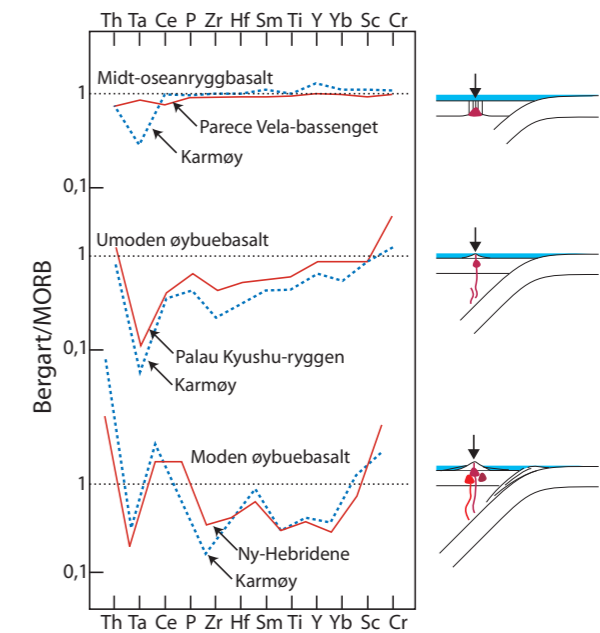 Th Ta Ce P Zr Hf Sm Ti Y Yb Sc Cr
Midt-oseanryggbasalt
1
Parece Vela-bassenget
Karmøy
0,1
Umoden øybuebasalt
1
Bergart/MORB
0,1
Palau Kyushu-ryggen
Karmøy
Moden øybuebasalt
1
Ny-Hebridene
0,1
Karmøy
Th Ta Ce P Zr Hf Sm Ti Y Yb Sc Cr